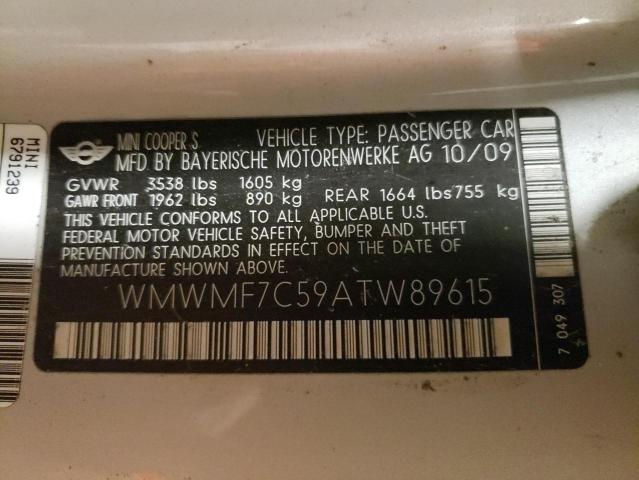 MINI COOPER S VEHICLE TYPE: PASSENGER CAR
MFD BY BAYERISCHE MOTORENWERKE AG 10/09
GVWR 3538 lbs 1605 kg
GAWR FRONT 1962 lbs 890 kg REAR 1664 lbs 755 kg
THIS VEHICLE CONFORMS TO ALL APPLICABLE U.S.
FEDERAL MOTOR VEHICLE SAFETY, BUMPER AND THEFT
PREVENTION STANDARDS IN EFFECT ON THE DATE OF
MANUFACTURE SHOWN ABOVE.
WMWMF7C59ATW89615
7 049 307
MINI
6791239